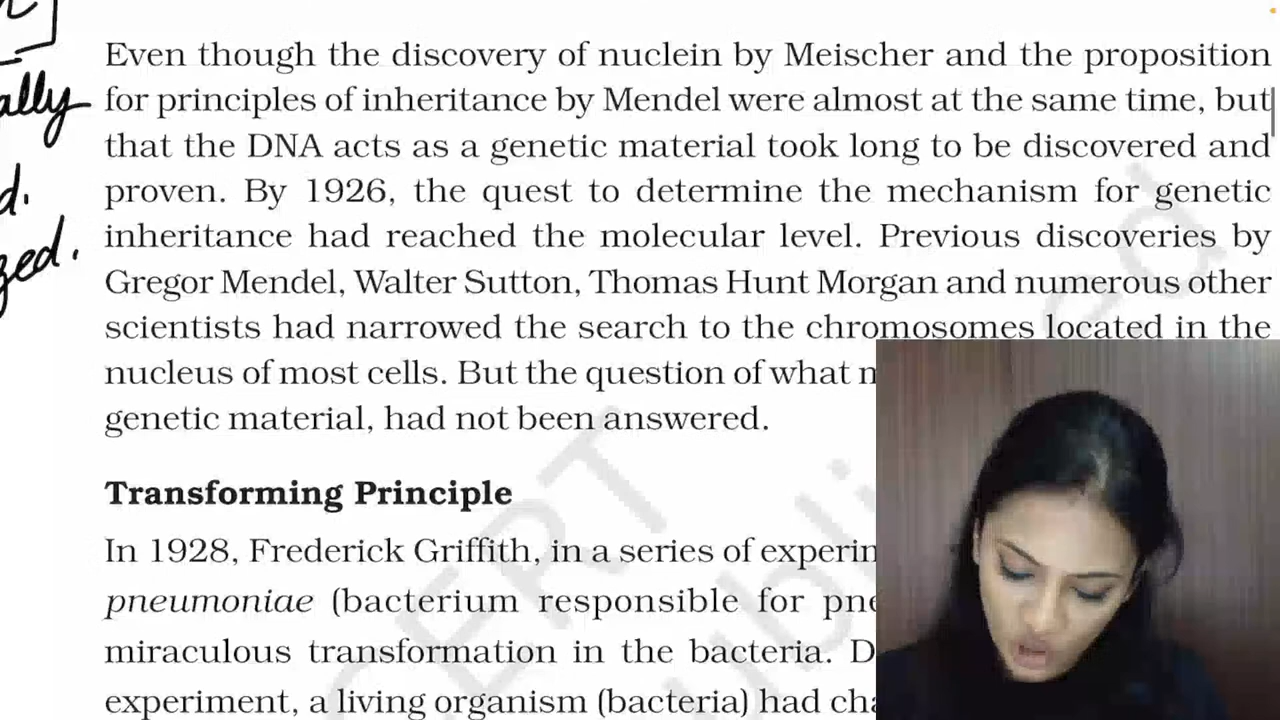 ally
d.
zed.
Even though the discovery of nuclein by Meischer and the proposition
for principles of inheritance by Mendel were almost at the same time, but
that the DNA acts as a genetic material took long to be discovered and
proven. By 1926, the quest to determine the mechanism for genetic
inheritance had reached the molecular level. Previous discoveries by
Gregor Mendel, Walter Sutton, Thomas Hunt Morgan and numerous other
scientists had narrowed the search to the chromosomes located in the
nucleus of most cells. But the question of what
genetic material, had not been answered.
Transforming Principle
In 1928, Frederick Griffith, in a series of
pneumoniae (bacterium responsible for
miraculous transformation in the bacteria.
experiment, a living organism (bacteria) had